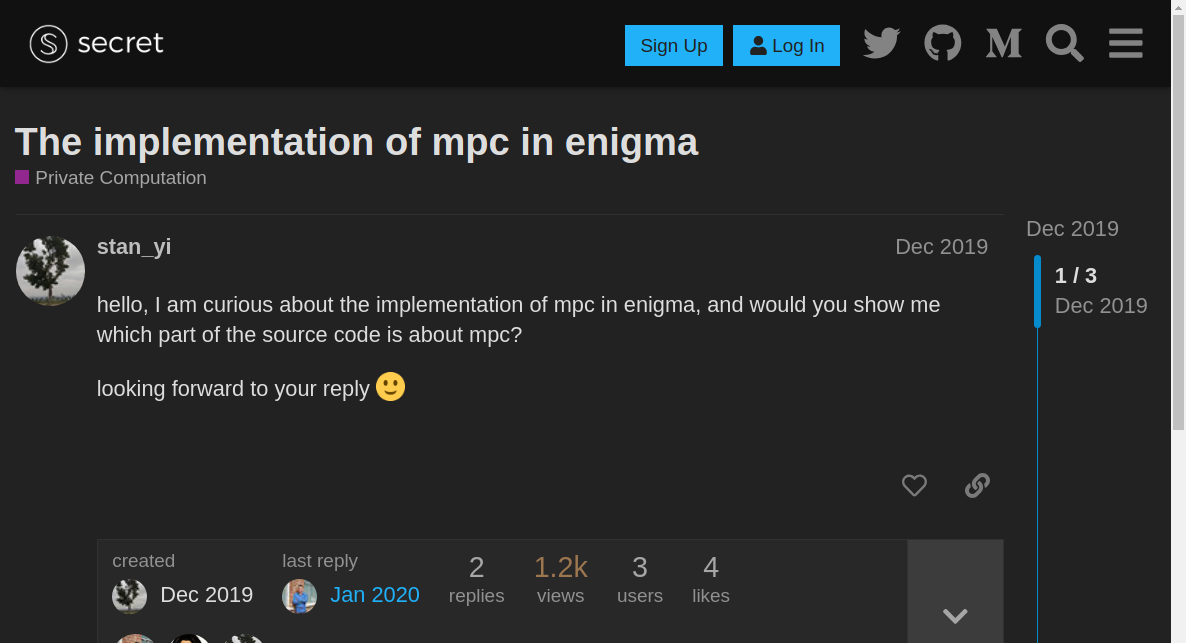 secret
Sign Up
Log In
The implementation of mpc in enigma
Private Computation
stan_yi
Dec 2019
hello, I am curious about the implementation of mpc in enigma, and would you show me
which part of the source code is about mpc?
looking forward to your reply
Dec 2019
1 / 3
Dec 2019
created
Dec 2019
last reply
Jan 2020
2
replies
1.2k
views
3
users
4
likes